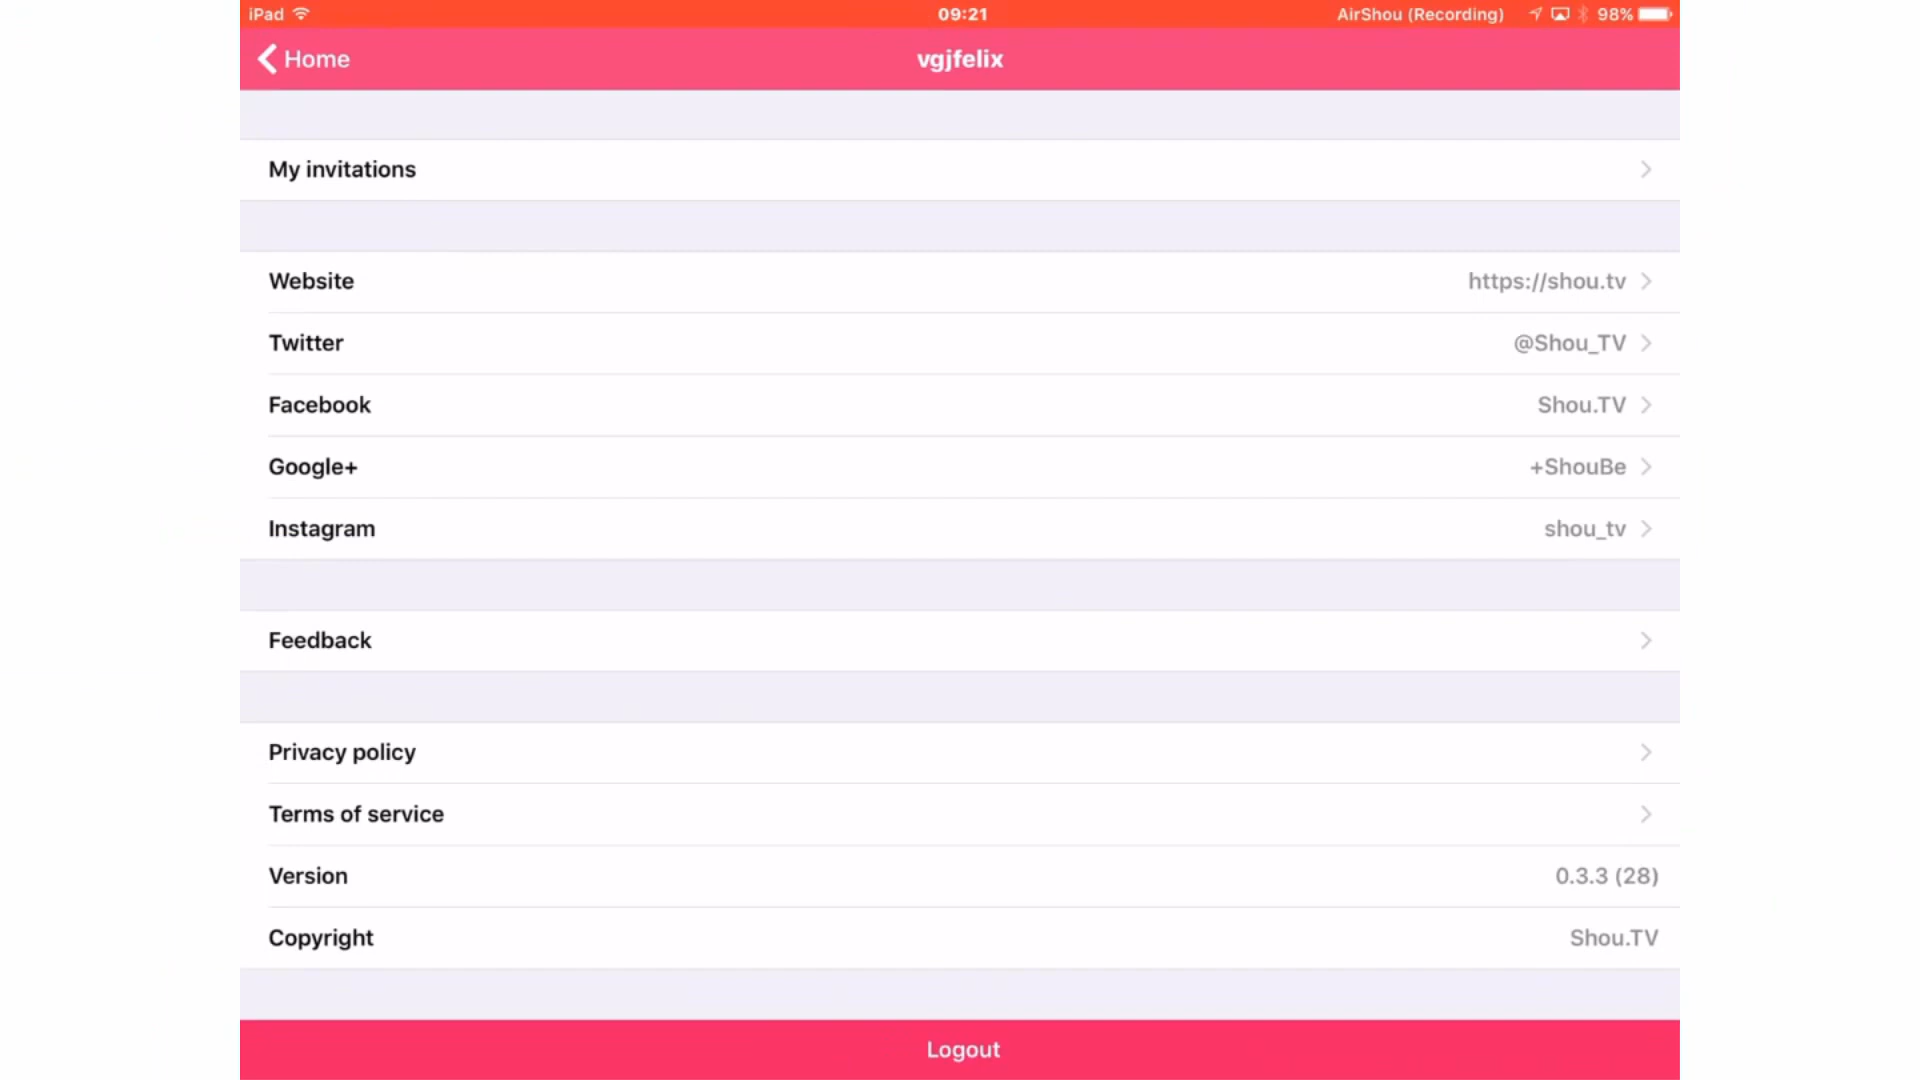 iPad 09:21 AirShou (Recording) 98%
Home vgjfelix
My invitations
Website https://shou.tv
Twitter @Shou_TV
Facebook Shou.TV
Google+ +ShouBe
Instagram shou_tv
Feedback
Privacy policy
Terms of service
Version 0.3.3 (28)
Copyright Shou.TV
Logout